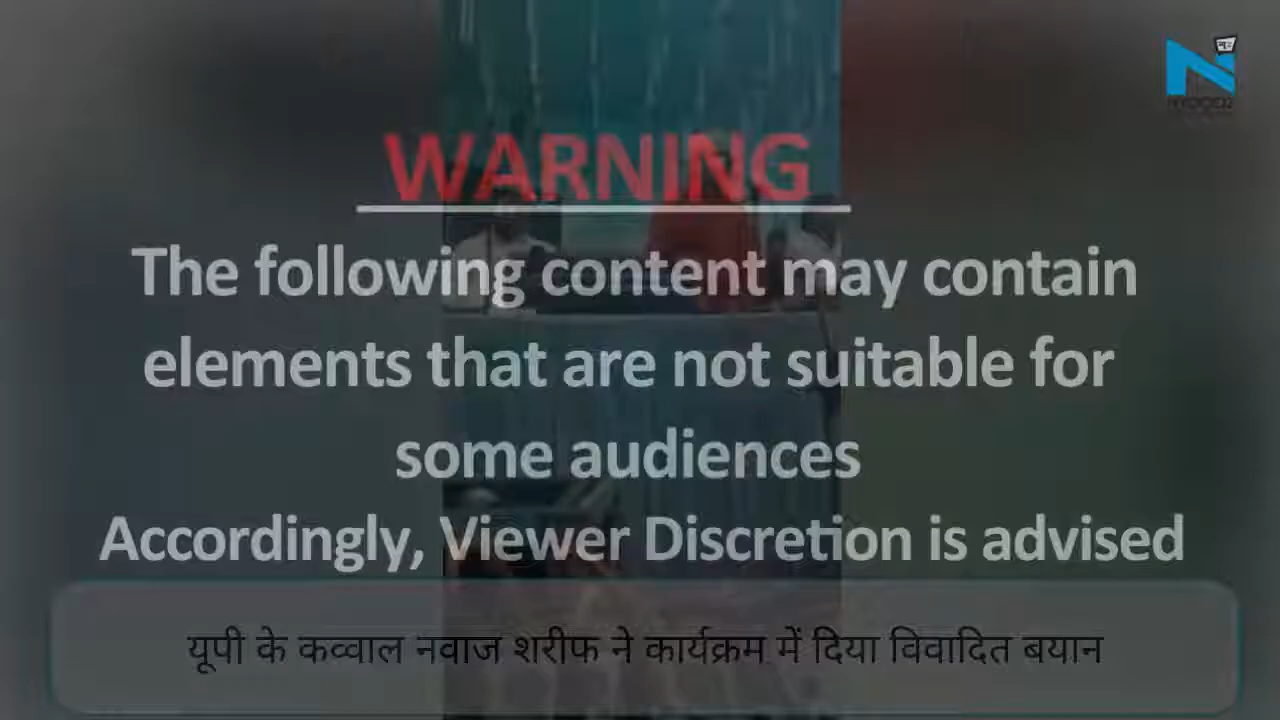 WARNING
The following content may contain
elements that are not suitable for
some audiences
Accordingly, Viewer Discretion is advised
यूपी के कव्वाल नवाज शरीफ ने कार्यक्रम में दिया विवादित बयान